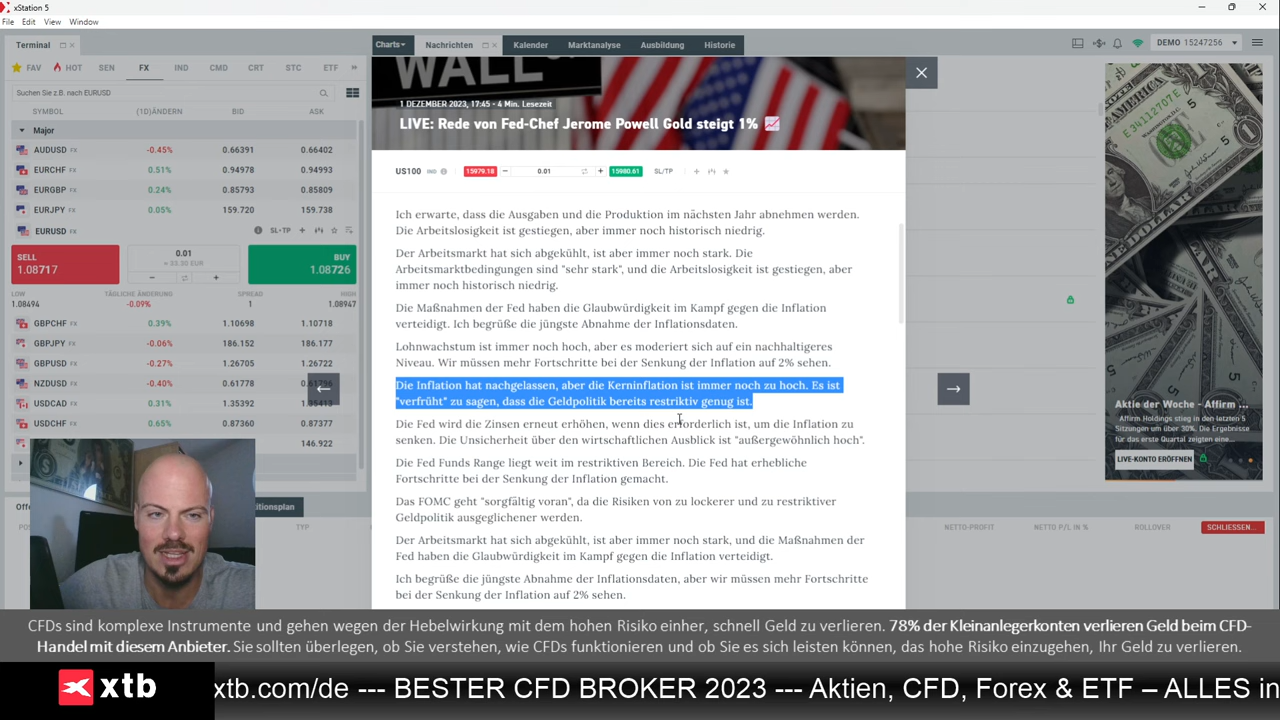 xStation 5
File Edit View Window
Terminal
Charts Nachrichten Kalender Marktanalyse Ausbildung Historie
DEMO 15247256
FAV HOT SEN FX IND CMD CRT STC ETF
Suchen Sie z.B. nach EURUSD
SYMBOL (1D)ÄNDERN BID ASK
Major
AUDUSD FX -0.45% 0.66391 0.66402
EURCHF FX 0.51% 0.94978 0.94993
EURGBP FX 0.24% 0.85793 0.85809
EURJPY FX 0.05% 159.720 159.738
EURUSD FX SL+TP
SELL
1.08717
0.01
BUY
1.08726
LOW
1.08494
TÄGLICHE ÄNDERUNG
-0.09%
SPREAD
1
HIGH
1.08947
GBPCHF FX 0.39% 1.10698 1.10718
GBPJPY FX -0.06% 186.152 186.177
GBPUSD FX -0.27% 1.26705 1.26722
NZDUSD FX -0.40% 0.61778
USDCAD FX -0.31%
146.922
WALL
1 DEZEMBER 2023, 17:45 - 4 Min. Lesezeit
LIVE: Rede von Fed-Chef Jerome Powell Gold steigt 1%
US100 IND 15979.18 0.01 15980.61 SL/TP
Ich erwarte, dass die Ausgaben und die Produktion im nächsten Jahr abnehmen werden.
Die Arbeitslosigkeit ist gestiegen, aber immer noch historisch niedrig.
Der Arbeitsmarkt hat sich abgekühlt, ist aber immer noch stark. Die
Arbeitsmarktbedingungen sind "sehr stark", und die Arbeitslosigkeit ist gestiegen, aber
immer noch historisch niedrig.
Die Maßnahmen der Fed haben die Glaubwürdigkeit im Kampf gegen die Inflation
verteidigt. Ich begrüße die jüngste Abnahme der Inflationsdaten.
Lohnwachstum ist immer noch hoch, aber es moderiert sich auf ein nachhaltigeres
Niveau. Wir müssen mehr Fortschritte bei der Senkung der Inflation auf 2% sehen.
Die Inflation hat nachgelassen, aber die Kerninflation ist immer noch zu hoch. Es ist
"verfrüht" zu sagen, dass die Geldpolitik bereits restriktiv genug ist.
Die Fed wird die Zinsen erneut erhöhen, wenn dies erforderlich ist, um die Inflation zu
senken. Die Unsicherheit über den wirtschaftlichen Ausblick ist "außergewöhnlich hoch".
Die Fed Funds Range liegt weit im restriktiven Bereich. Die Fed hat erhebliche
Fortschritte bei der Senkung der Inflation gemacht.
Das FOMC geht "sorgfältig voran", da die Risiken von zu lockerer und zu restriktiver
Geldpolitik ausgeglichener werden.
Der Arbeitsmarkt hat sich abgekühlt, ist aber immer noch stark, und die Maßnahmen der
Fed haben die Glaubwürdigkeit im Kampf gegen die Inflation verteidigt.
Ich begrüße die jüngste Abnahme der Inflationsdaten, aber wir müssen mehr Fortschritte
bei der Senkung der Inflation auf 2% sehen.
Aktie der Woche - Affirm ...
Affirm Holdings stieg in den letzten 5
Sitzungen um über 30%. Die Ergebnisse
für das erste Quartal zeigten eine...
LIVE-KONTO ERÖFFNEN
TYP NETTO-PROFIT NETTO P/L IN % ROLLOVER SCHLIESSEN...
CFDs sind komplexe Instrumente und gehen wegen der Hebelwirkung mit dem hohen Risiko einher, schnell Geld zu verlieren. 78% der Kleinanlegerkonten verlieren Geld beim CFD-
Handel mit diesem Anbieter. Sie sollten überlegen, ob Sie verstehen, wie CFDs funktionieren und ob Sie es sich leisten können, das hohe Risiko einzugehen, Ihr Geld zu verlieren.
xtb
xtb.com/de --- BESTER CFD BROKER 2023 --- Aktien, CFD, Forex & ETF – ALLES in